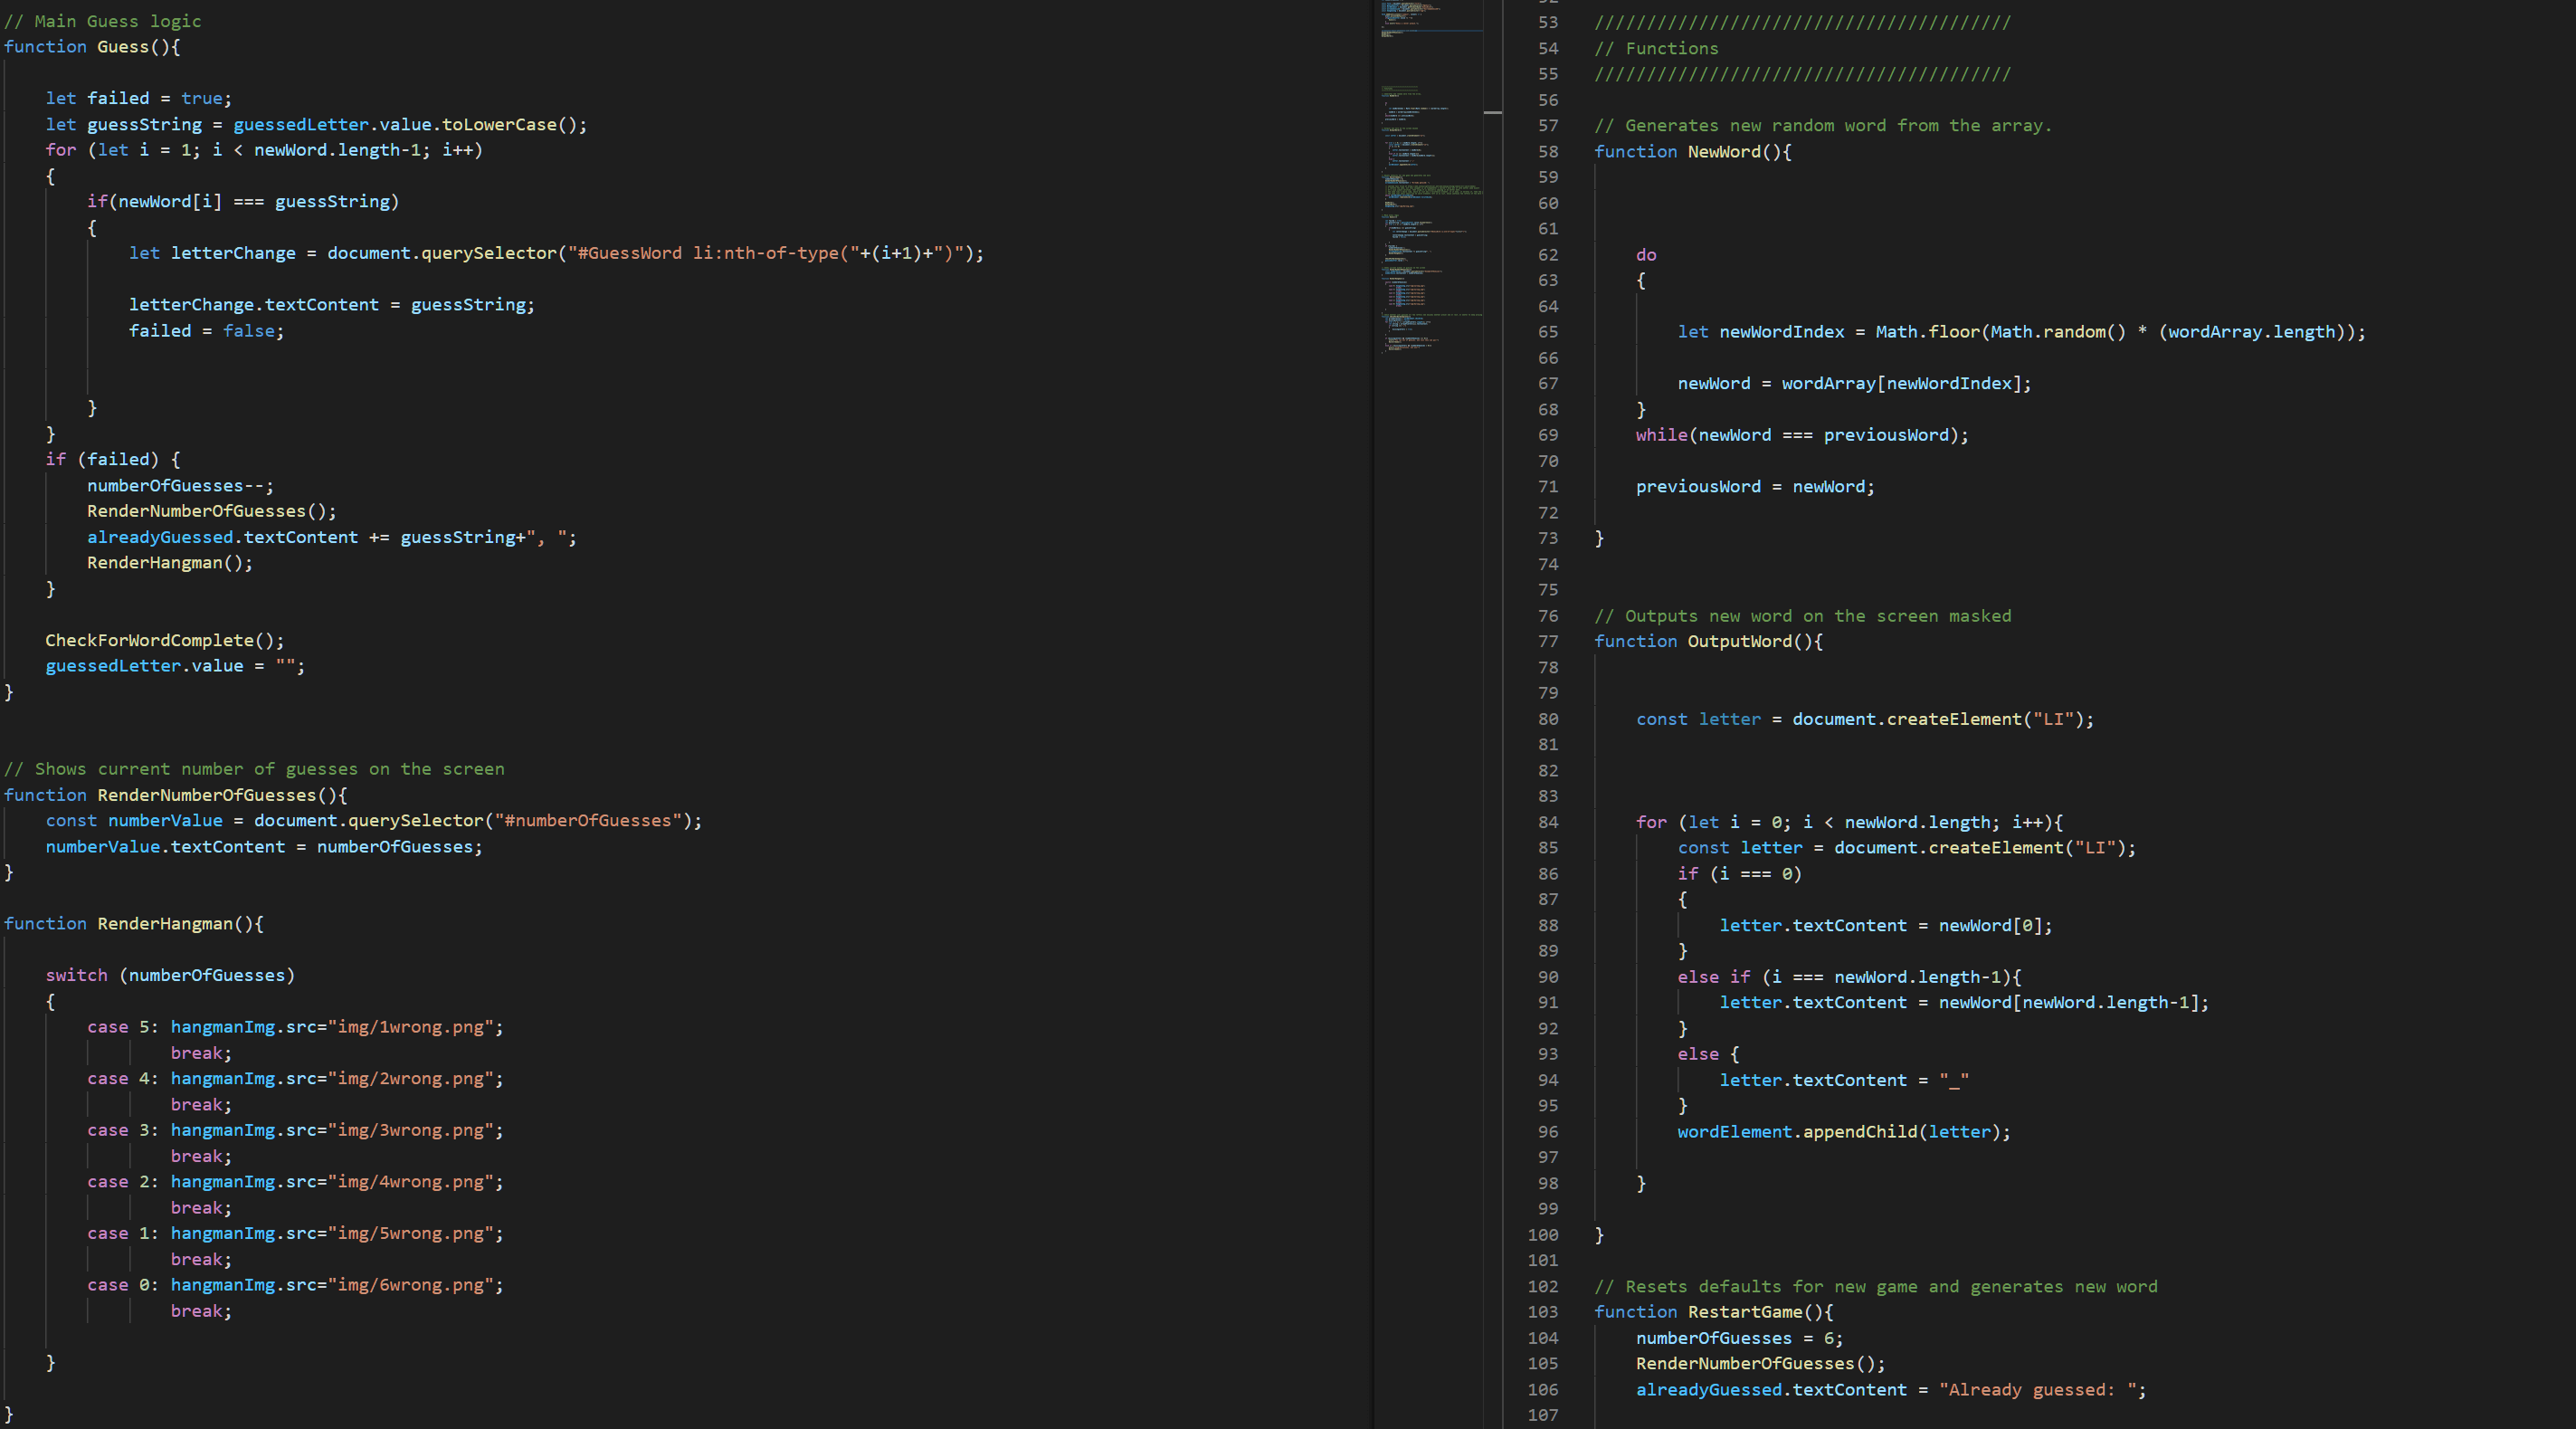 // Main Guess logic
function Guess(){
let failed = true;
let guessString = guessedLetter.value.toLowerCase();
for (let i = 1; i < newWord.length-1; i++)
{
if(newWord[i] === guessString)
{
let letterChange = document.querySelector("#GuessWord li:nth-of-type("+(i+1)+")");
letterChange.textContent = guessString;
failed = false;
}
}
if (failed) {
numberOfGuesses--;
RenderNumberOfGuesses();
alreadyGuessed.textContent += guessString+", ";
RenderHangman();
}
CheckForWordComplete();
guessedLetter.value = "";
}
// Shows current number of guesses on the screen
function RenderNumberOfGuesses(){
const numberValue = document.querySelector("#numberOfGuesses");
numberValue.textContent = numberOfGuesses;
}
function RenderHangman(){
switch (numberOfGuesses)
{
case 5: hangmanImg.src="img/1wrong.png";
break;
case 4: hangmanImg.src="img/2wrong.png";
break;
case 3: hangmanImg.src="img/3wrong.png";
break;
case 2: hangmanImg.src="img/4wrong.png";
break;
case 1: hangmanImg.src="img/5wrong.png";
break;
case 0: hangmanImg.src="img/6wrong.png";
break;
}
}
53 ////////////////////////////////////////
54 // Functions
55 ////////////////////////////////////////
56
57 // Generates new random word from the array.
58 function NewWord(){
59
60
61
62 do
63 {
64
65 let newWordIndex = Math.floor(Math.random() * (wordArray.length));
66
67 newWord = wordArray[newWordIndex];
68 }
69 while(newWord === previousWord);
70
71 previousWord = newWord;
72
73 }
74
75
76 // Outputs new word on the screen masked
77 function OutputWord(){
78
79
80 const letter = document.createElement("LI");
81
82
83
84 for (let i = 0; i < newWord.length; i++){
85 const letter = document.createElement("LI");
86 if (i === 0)
87 {
88 letter.textContent = newWord[0];
89 }
90 else if (i === newWord.length-1){
91 letter.textContent = newWord[newWord.length-1];
92 }
93 else {
94 letter.textContent = "_"
95 }
96 wordElement.appendChild(letter);
97
98 }
99
100 }
101
102 // Resets defaults for new game and generates new word
103 function RestartGame(){
104 numberOfGuesses = 6;
105 RenderNumberOfGuesses();
106 alreadyGuessed.textContent = "Already guessed: ";
107